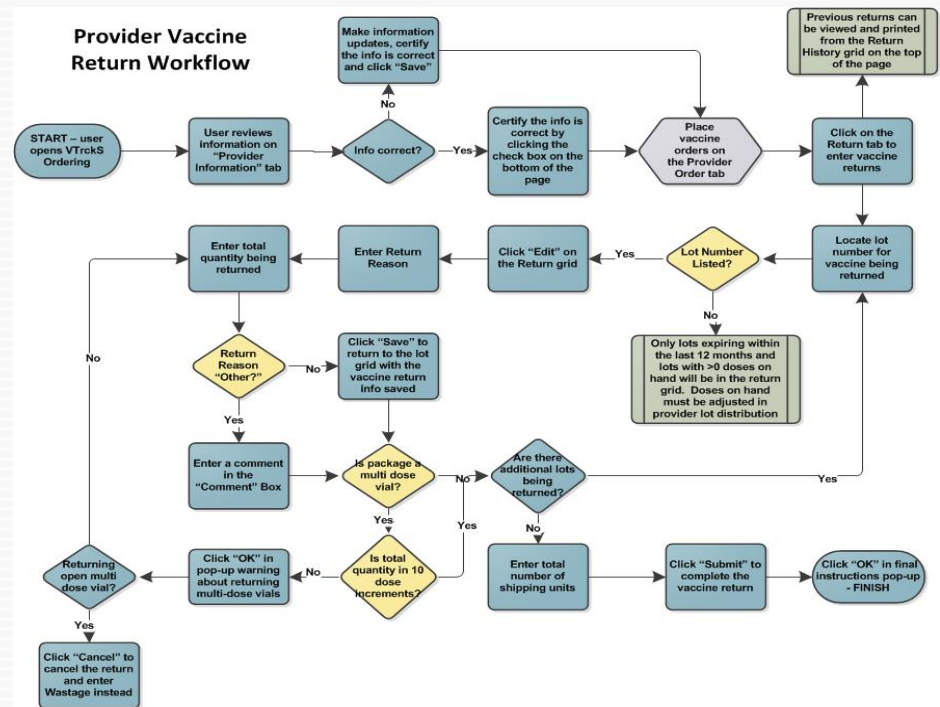 Provider Vaccine
Return Workflow
Make information
updates, certify
the info is correct
and click “Save”
Previous returns can
be viewed and printed
from the Return
History grid on the top
of the page
No
START – user
opens VTrckS
Ordering
User reviews
information on
“Provider
Information” tab
Info correct?
Yes
Certify the info is
correct by
clicking the
check box on the
bottom of the
page
Place
vaccine
orders on
the Provider
Order tab
Click on the
Return tab to
enter vaccine
returns
Enter total
quantity being
returned
Enter Return
Reason
Click “Edit” on
the Return grid
Yes
Lot Number
Listed?
Locate lot
number for
vaccine being
returned
No
No
Return
Reason
“Other?”
No
Click “Save” to
return to the lot
grid with the
vaccine return
info saved
Only lots expiring within
the last 12 months and
lots with >0 doses on
hand will be in the return
grid. Doses on hand
must be adjusted in
provider lot distribution
Yes
Enter a comment
in the
“Comment” Box
Is package a
multi dose
vial?
No
Are there
additional lots
being
returned?
Yes
Yes
Yes
No
Returning
open multi
dose vial?
Click “OK” in
pop-up warning
about returning
multi-dose vials
No
Is total
quantity in 10
dose
increments?
Enter total
number of
shipping units
Click “Submit” to
complete the
vaccine return
Click “OK” in final
instructions pop-up
- FINISH
Yes
Click “Cancel” to
cancel the return
and enter
Wastage instead